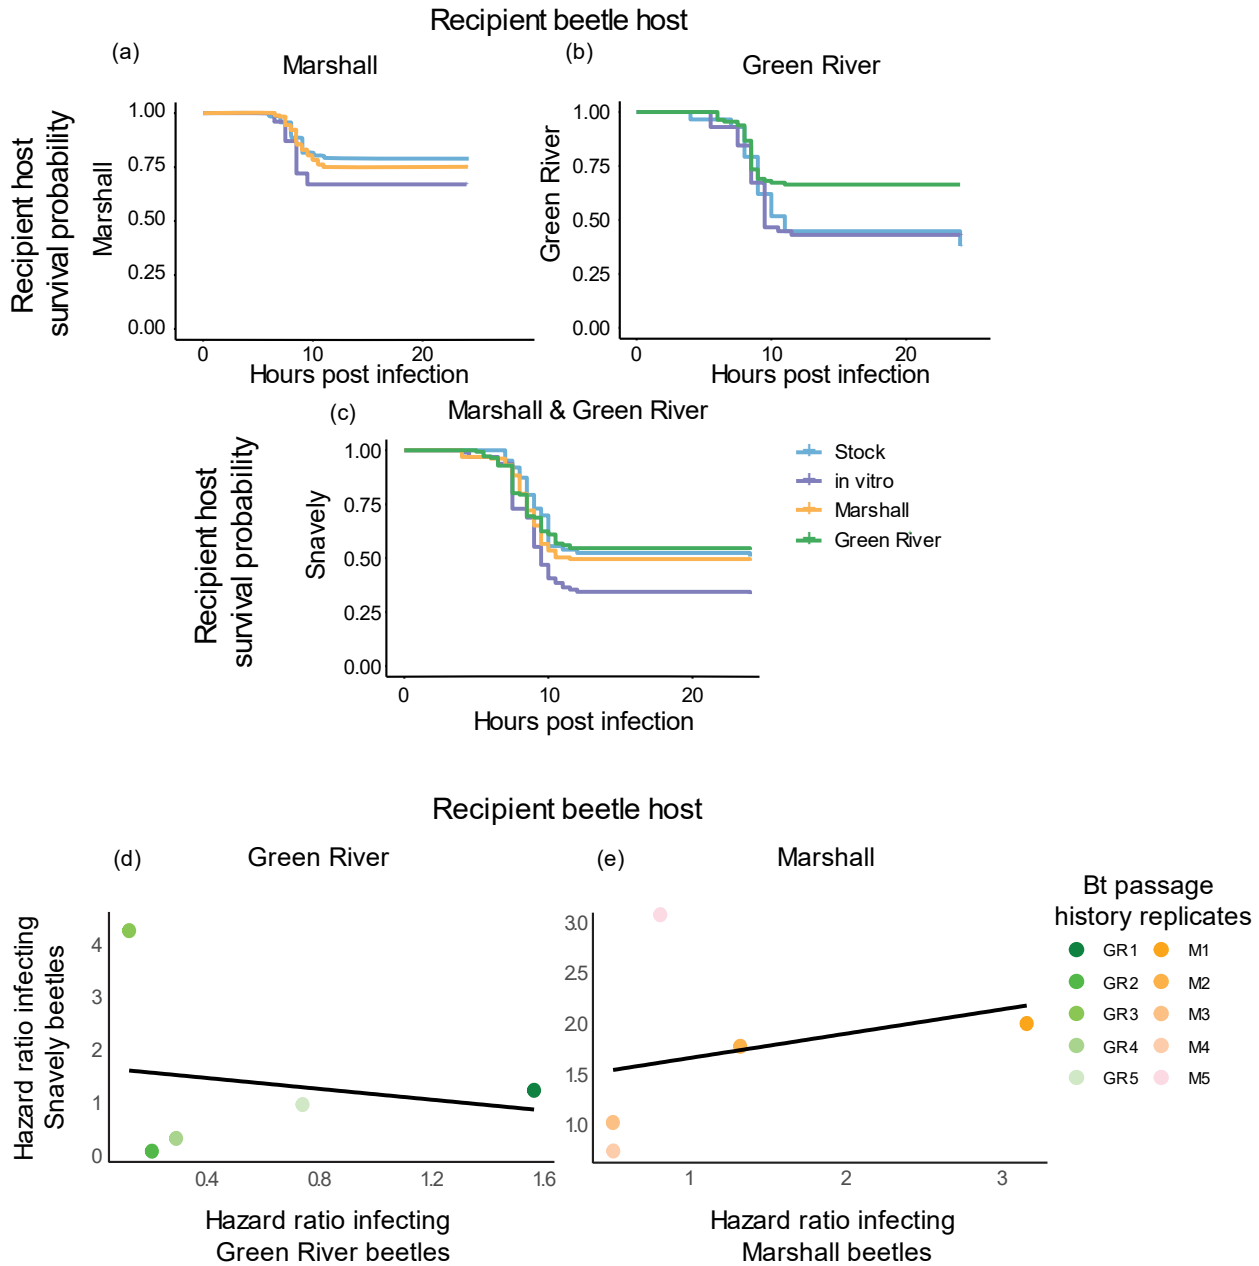 Recipient beetle host
(a)
Marshall
Recipient host
survival probability
Marshall
1.00
0.75
0.50
0.25
0.00
0
10
20
Hours post infection
(b)
Green River
Green River
1.00
0.75
0.50
0.25
0.00
0
10
20
Hours post infection
(c)
Marshall & Green River
Recipient host
survival probability
Snavely
1.00
0.75
0.50
0.25
0.00
0
10
20
Hours post infection
Stock
in vitro
Marshall
Green River
Recipient beetle host
(d)
Green River
Hazard ratio infecting
Snavely beetles
4
3
2
1
0
0.4
0.8
1.2
1.6
Hazard ratio infecting
Green River beetles
(e)
Marshall
3.0
25
20
1.5
1.0
1
2
3
Hazard ratio infecting
Marshall beetles
Bt passage
history replicates
GR1 M1
GR2 M2
GR3 M3
GR4 M4
GR5 M5